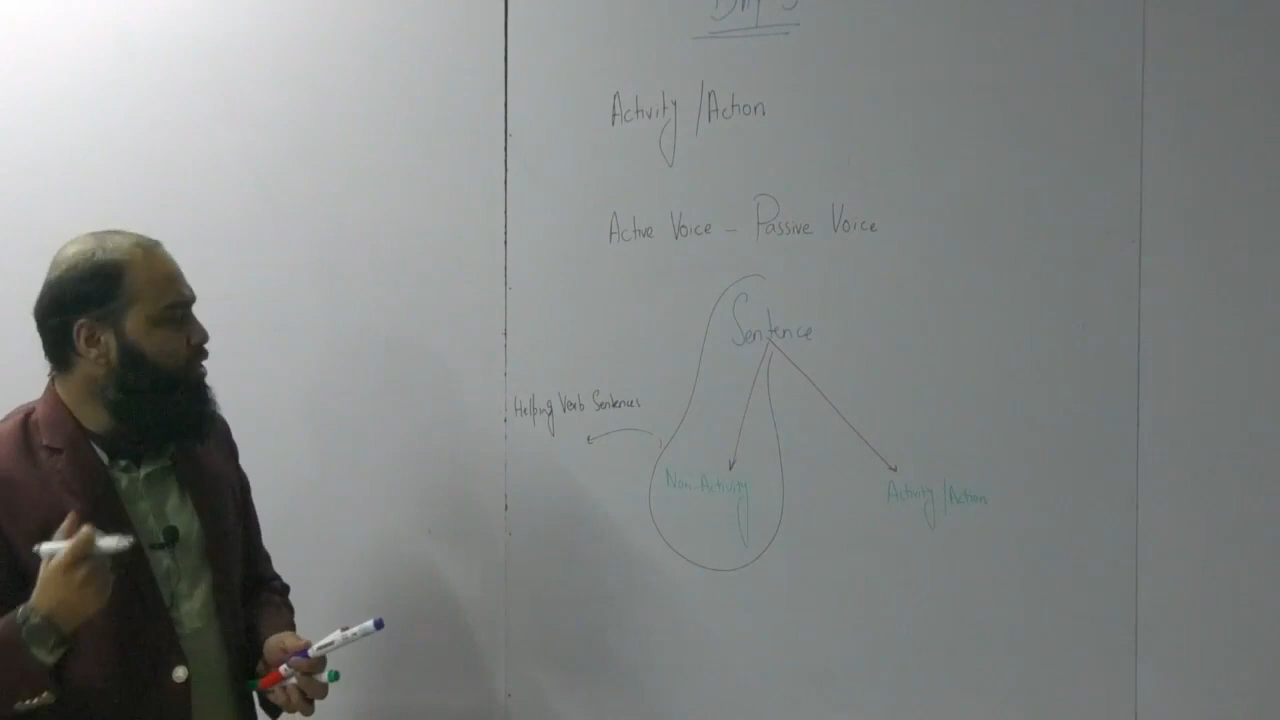 Activity / Action
Active Voice - Passive Voice
Sentence
Helping Verb Sentences
Non-Activity
Activity / Action